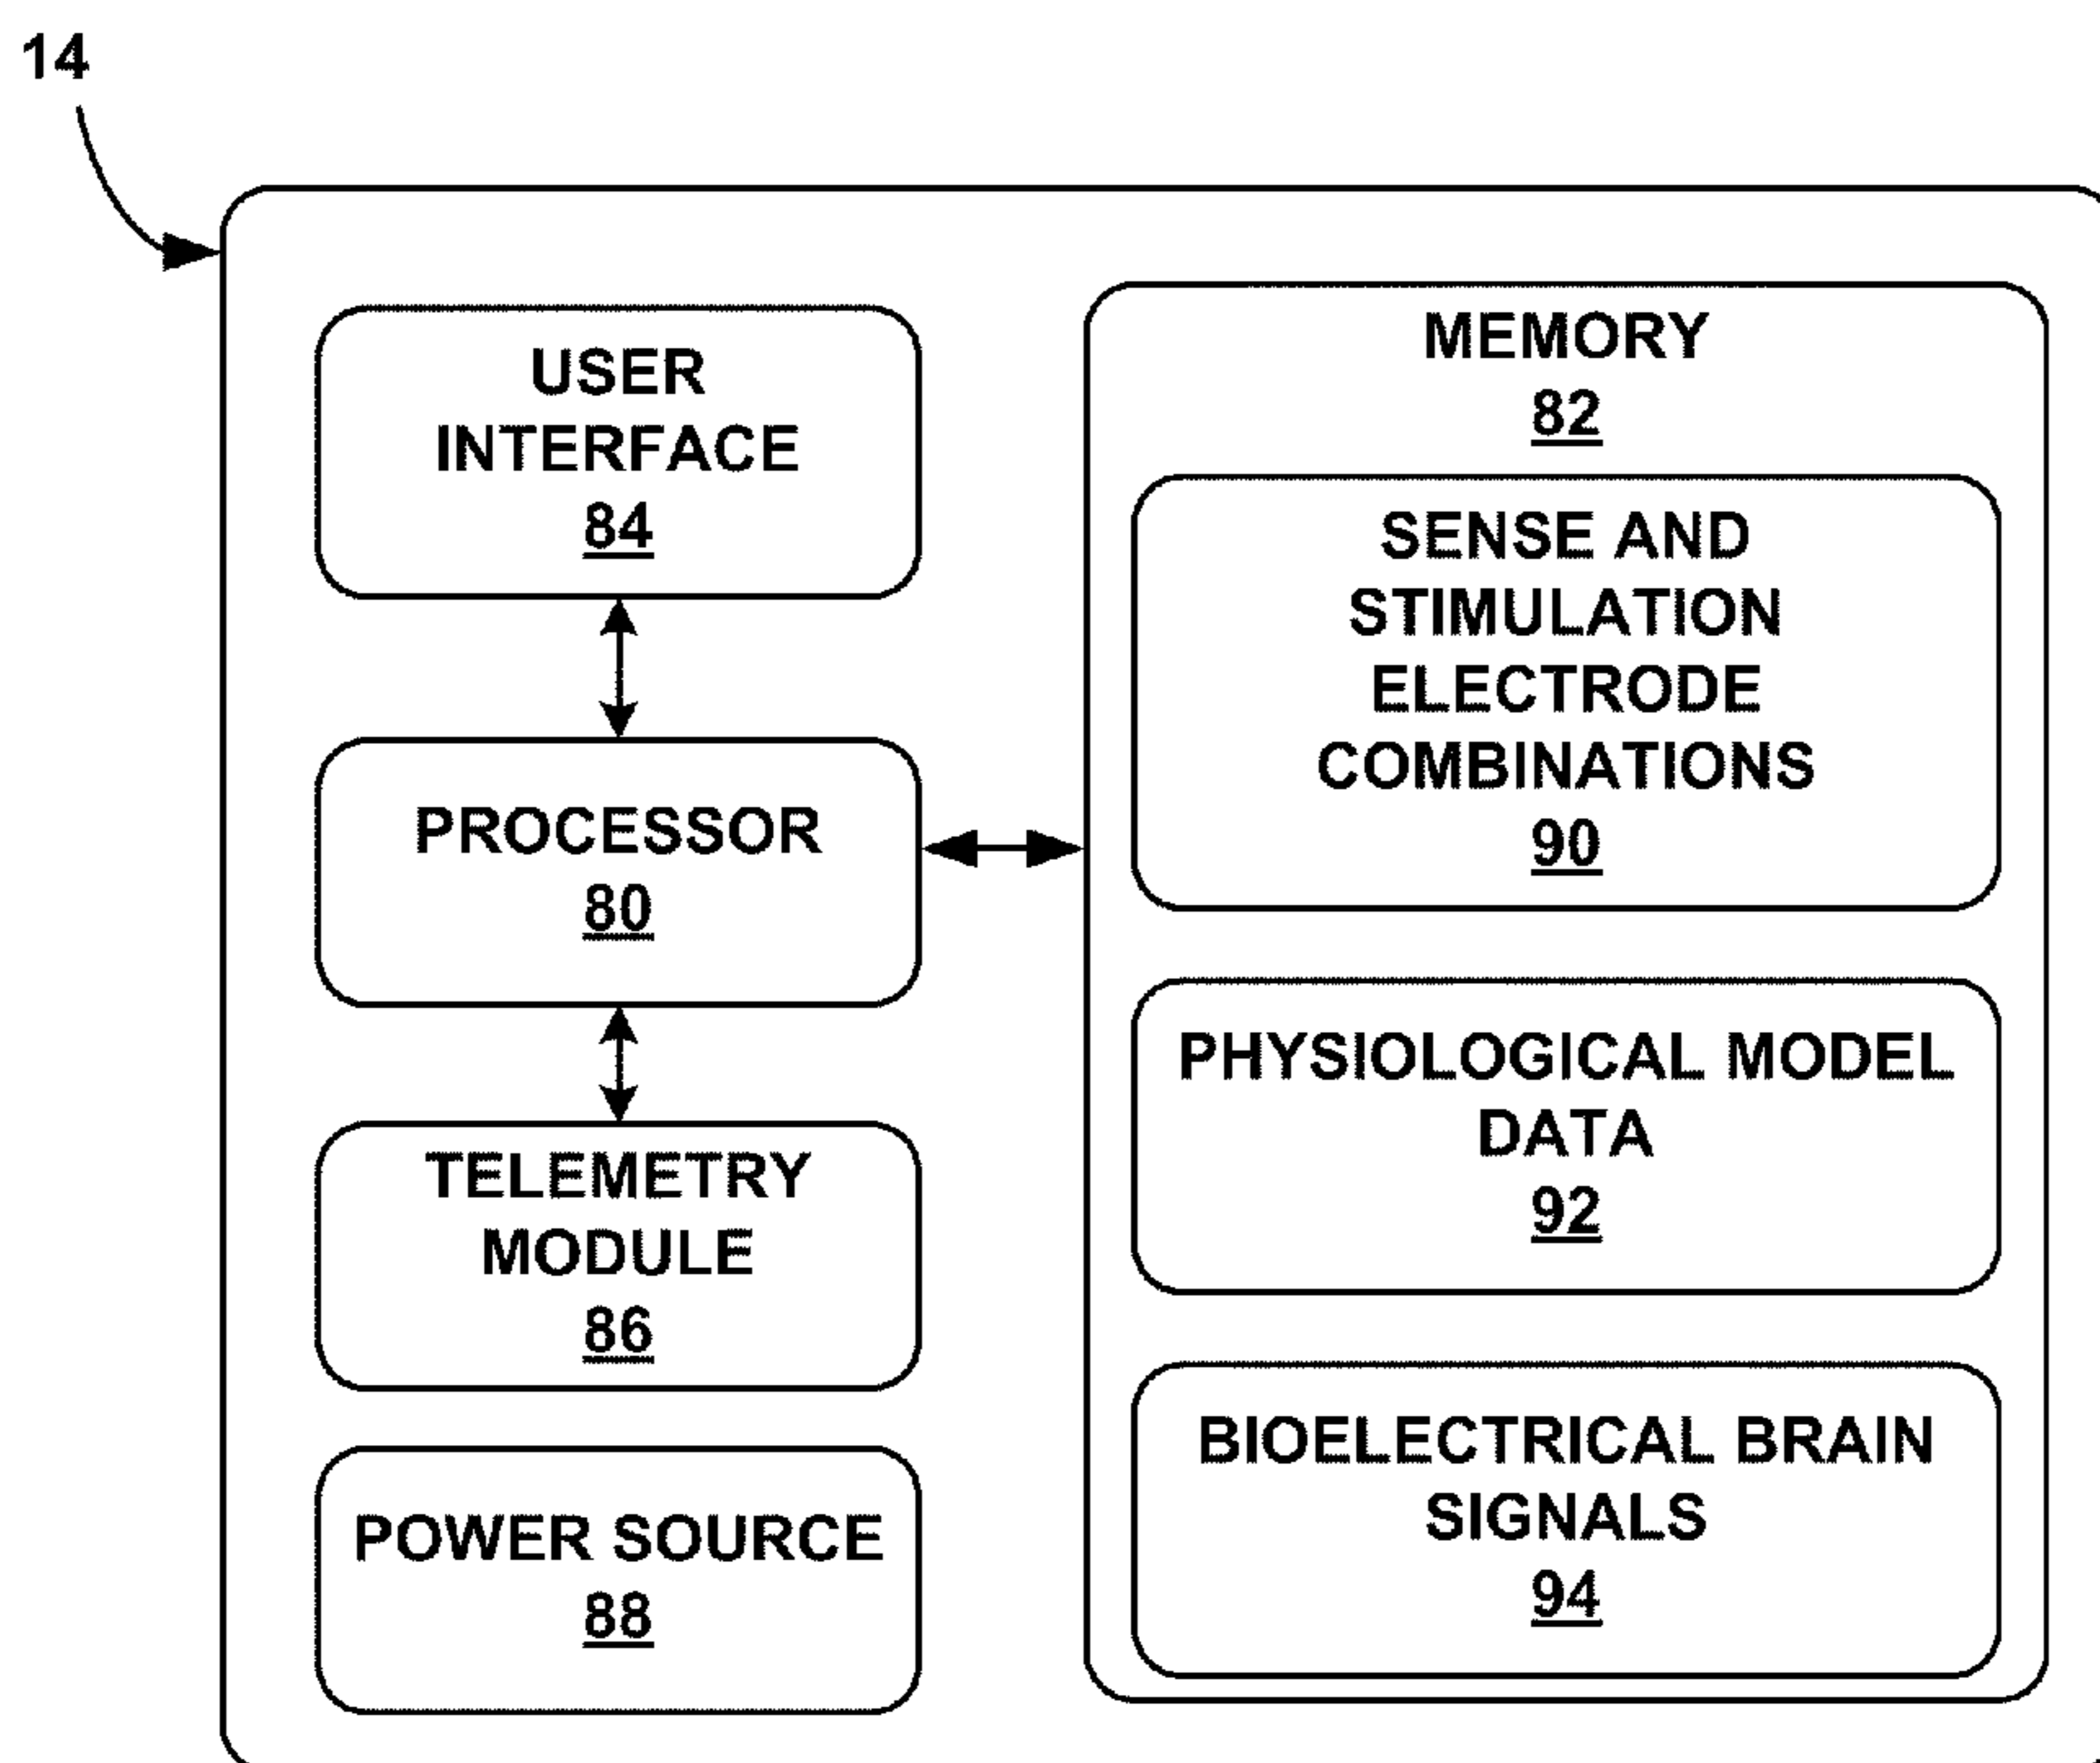 14
USER
INTERFACE
84
PROCESSOR
80
TELEMETRY
MODULE
86
POWER SOURCE
88
MEMORY
82
SENSE AND
STIMULATION
ELECTRODE
COMBINATIONS
90
PHYSIOLOGICAL MODEL
DATA
92
BIOELECTRICAL BRAIN
SIGNALS
94